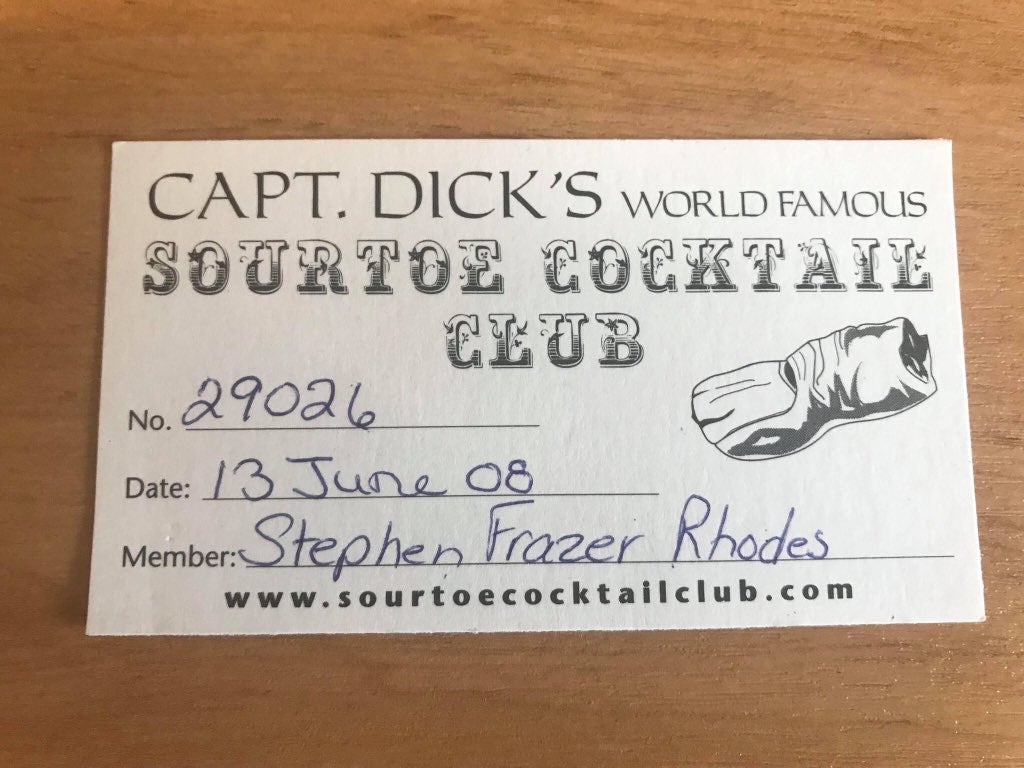 CAPT. DICK'S WORLD FAMOUS
SOURTOE COCKTAIL
CLUB
No. 29026
Date: 13 June 08
Member: Stephen Frazer Rhodes
www.sourtoecocktailclub.com